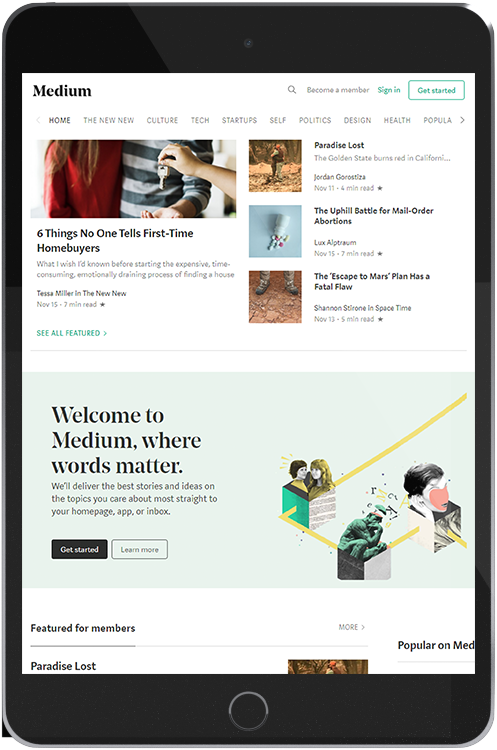 Medium
Become a member
Sign in
Get started
HOME THE NEW NEW CULTURE TECH STARTUPS SELF POLITICS DESIGN HEALTH POPULA
6 Things No One Tells First-Time
Homebuyers
What I wish I'd known before starting the expensive, time-
consuming, emotionally draining process of finding a house
Tessa Miller in The New New
Nov 15 · 7 min read ★
SEE ALL FEATURED >
Paradise Lost
The Golden State burns red in Californi...
Jordan Gorostiza
Nov 11 · 4 min read ★
The Uphill Battle for Mail-Order
Abortions
Lux Alptraum
Nov 15 · 7 min read ★
The 'Escape to Mars' Plan Has a
Fatal Flaw
Shannon Stirone in Space Time
Nov 13 · 5 min read ★
Welcome to
Medium, where
words matter.
We'll deliver the best stories and ideas on
the topics you care about most straight to
your homepage, app, or inbox.
Get started
Learn more
Featured for members
MORE >
Paradise Lost
Popular on Med